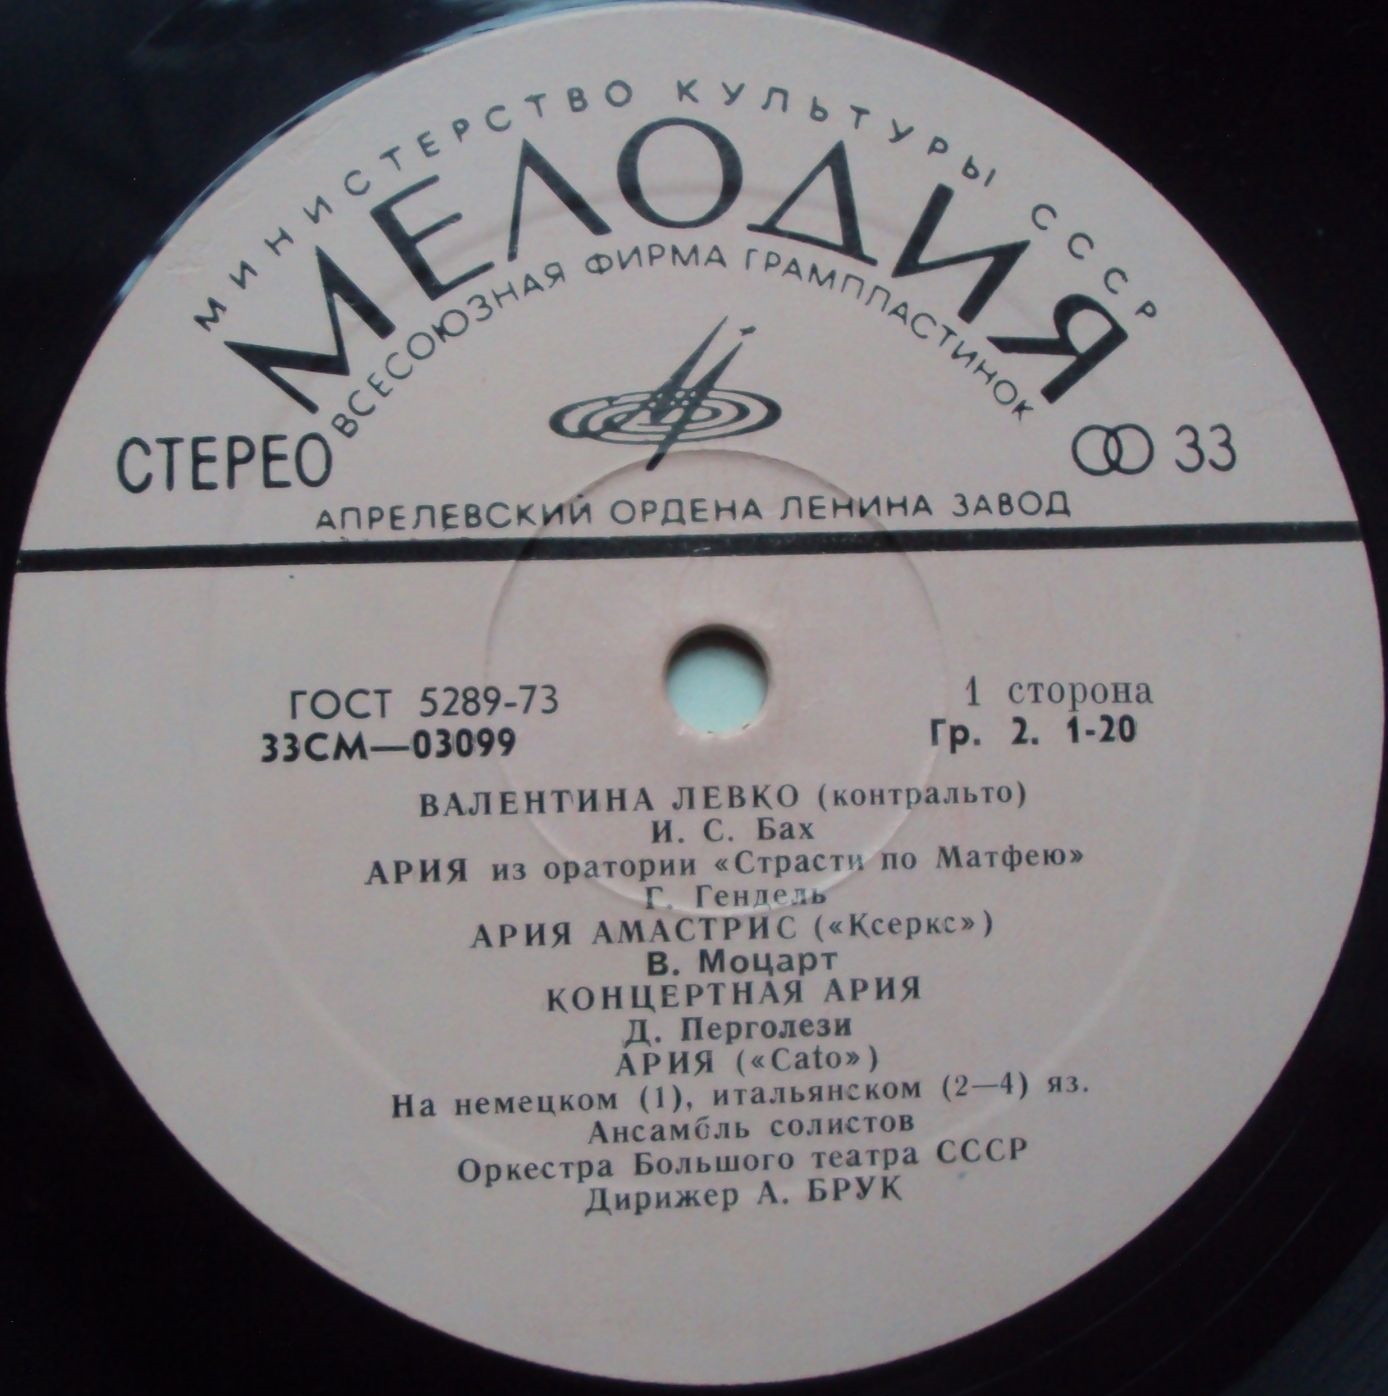 МИНИСТЕРСТВО КУЛЬТУРЫ СССР
МЕЛОДИЯ
ВСЕСОЮЗНАЯ ФИРМА ГРАМПЛАСТИНОК
СТЕРЕО
33
АПРЕЛЕВСКИЙ ОРДЕНА ЛЕНИНА ЗАВОД
ГОСТ 5289-73
1 сторона
33СМ—03099
Гр. 2. 1-20
ВАЛЕНТИНА ЛЕВКО (контральто)
И. С. Бах
АРИЯ из оратории «Страсти по Матфею»
Г. Гендель
АРИЯ АМАСТРИС («Ксеркс»)
В. Моцарт
КОНЦЕРТНАЯ АРИЯ
Д. Перголези
АРИЯ («Cato»)
На немецком (1), итальянском (2—4) яз.
Ансамбль солистов
Оркестра Большого театра СССР
Дирижер А. БРУК